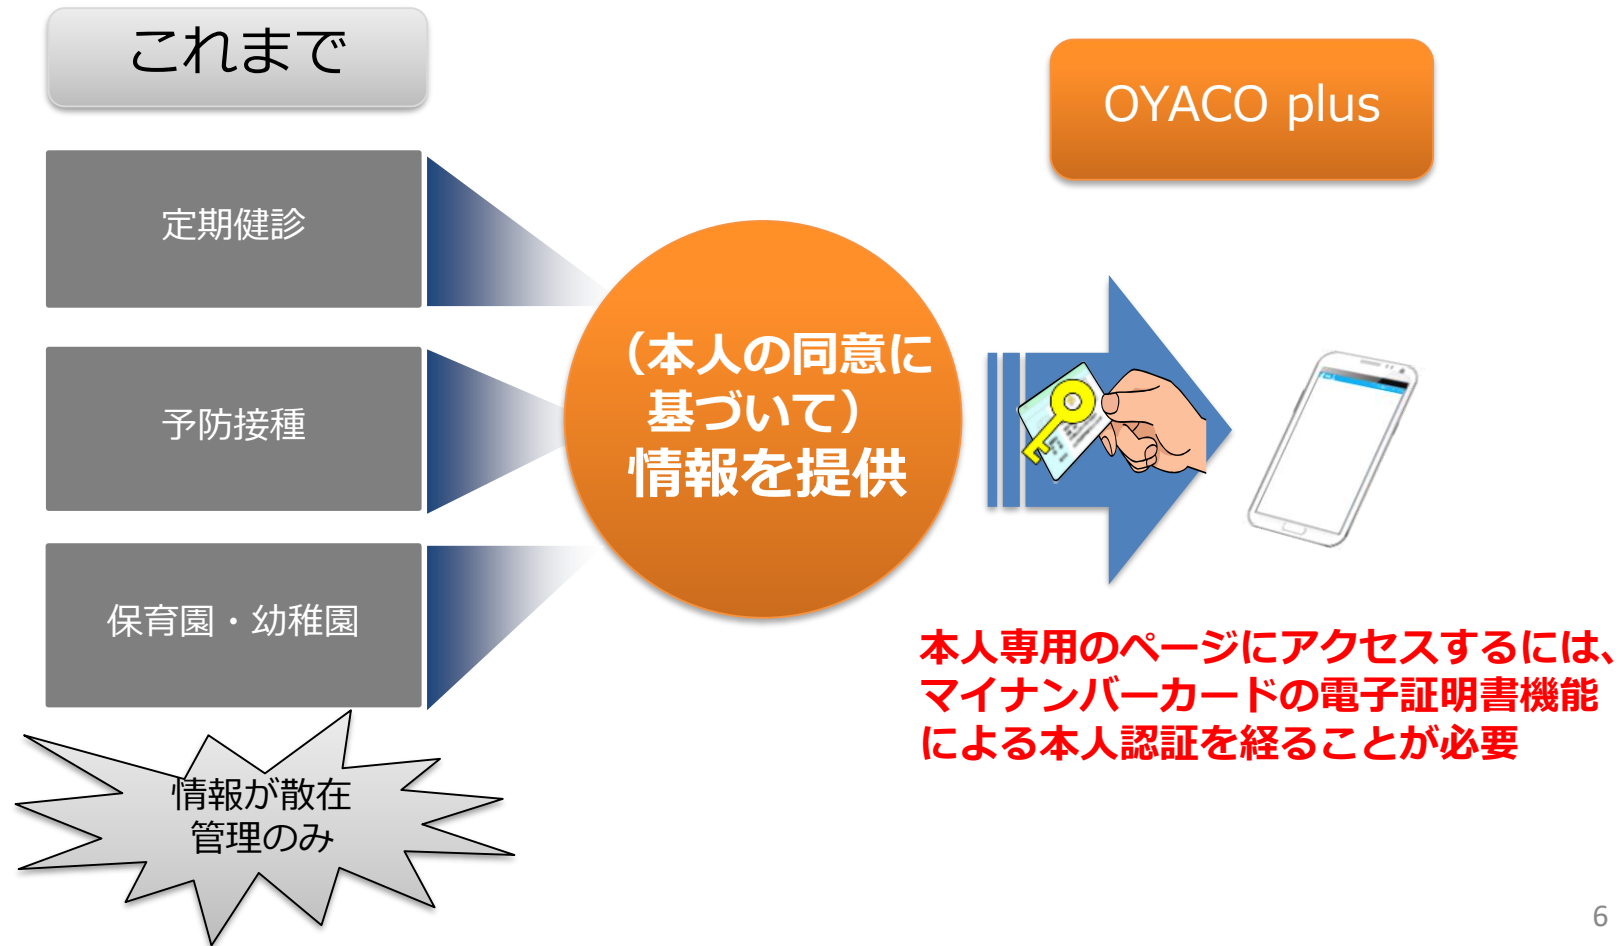 これまで
OYACO plus
定期健診
予防接種
保育園・幼稚園
情報が散在
管理のみ
（本人の同意に
基づいて）
情報を提供
本人専用のページにアクセスするには、
マイナンバーカードの電子証明書機能
による本人認証を経ることが必要
6